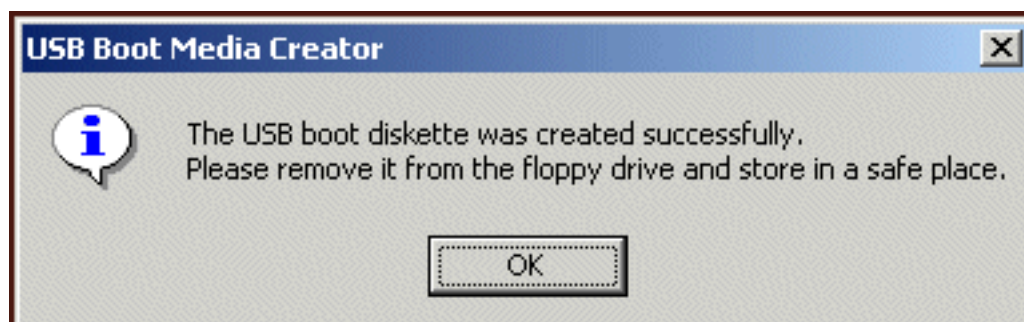 USB Boot Media Creator
The USB boot diskette was created successfully.
Please remove it from the floppy drive and store in a safe place.
OK